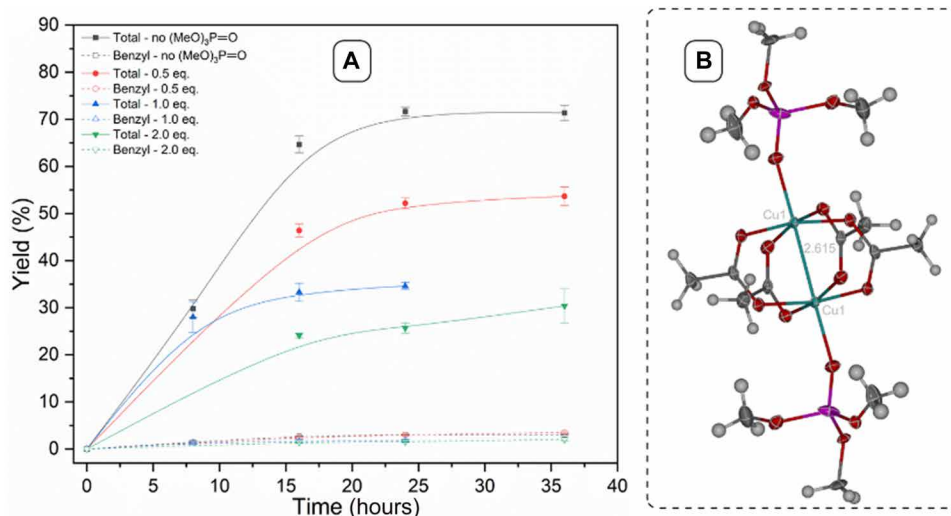 A
B
Total - no (MeO)₃P=O
Benzyl - no (MeO)₃P=O
Total - 0.5 eq.
Benzyl - 0.5 eq.
Total - 1.0 eq.
Benzyl - 1.0 eq.
Total - 2.0 eq.
Benzyl - 2.0 eq.
Yield (%)
90
80
70
60
50
40
30
20
10
0
0 5 10 15 20 25 30 35 40
Time (hours)
Cu1
2.615
Cu1